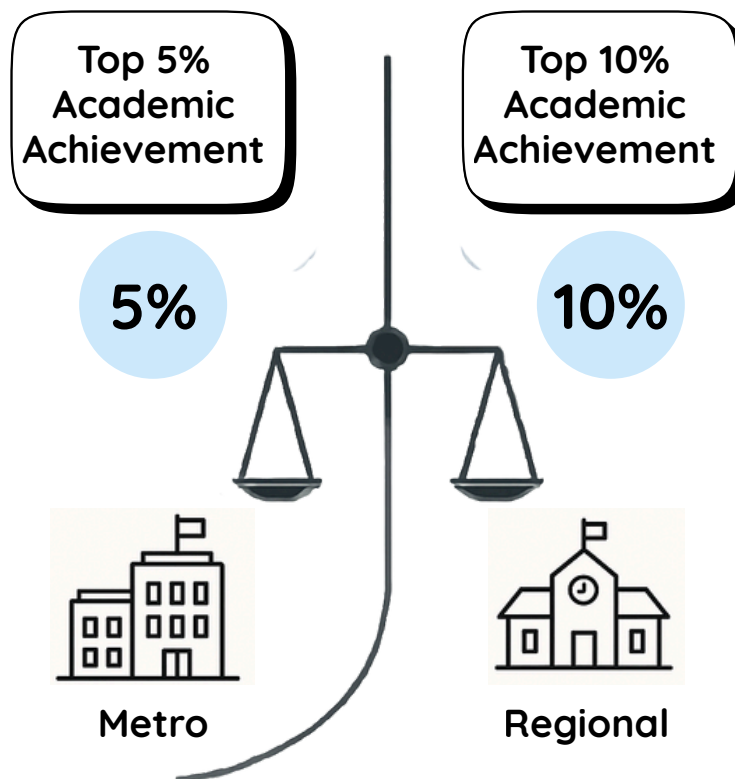 Top 5%
Academic
Achievement
Top 10%
Academic
Achievement
5%
10%
Metro
Regional